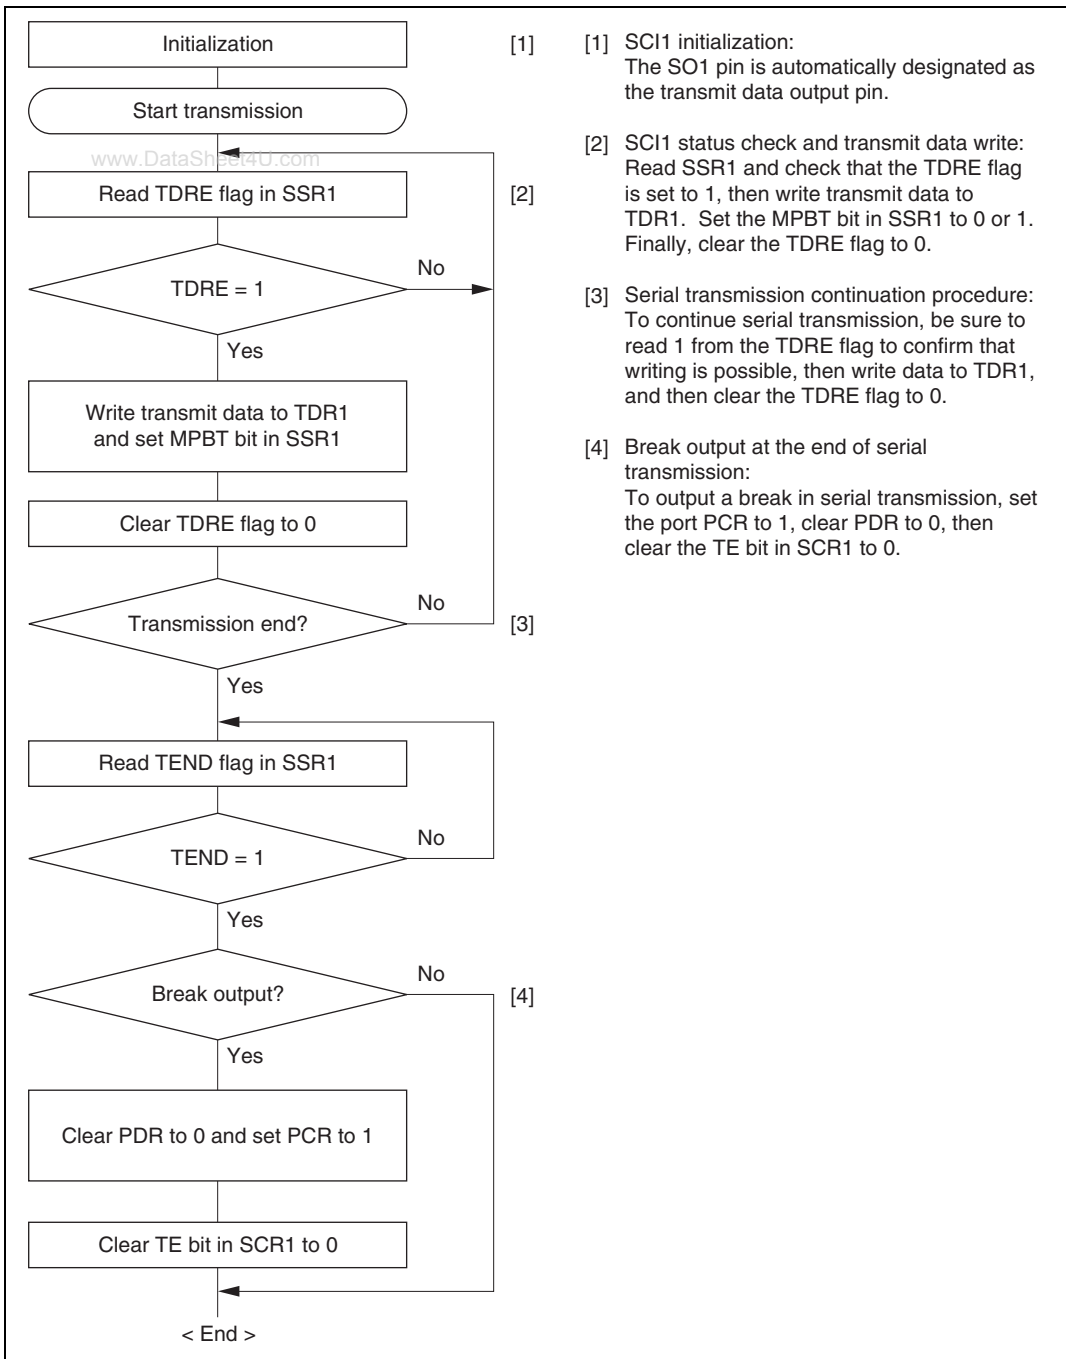 Initialization
[1]
Start transmission
www.DataSheet4U.com
Read TDRE flag in SSR1
[2]
No
TDRE = 1
Yes
Write transmit data to TDR1
and set MPBT bit in SSR1
Clear TDRE flag to 0
No
Transmission end?
[3]
Yes
Read TEND flag in SSR1
No
TEND = 1
Yes
No
Break output?
[4]
Yes
Clear PDR to 0 and set PCR to 1
Clear TE bit in SCR1 to 0
< End >
[1] SCI1 initialization:
The SO1 pin is automatically designated as
the transmit data output pin.
[2] SCI1 status check and transmit data write:
Read SSR1 and check that the TDRE flag
is set to 1, then write transmit data to
TDR1. Set the MPBT bit in SSR1 to 0 or 1.
Finally, clear the TDRE flag to 0.
[3] Serial transmission continuation procedure:
To continue serial transmission, be sure to
read 1 from the TDRE flag to confirm that
writing is possible, then write data to TDR1,
and then clear the TDRE flag to 0.
[4] Break output at the end of serial
transmission:
To output a break in serial transmission, set
the port PCR to 1, clear PDR to 0, then
clear the TE bit in SCR1 to 0.